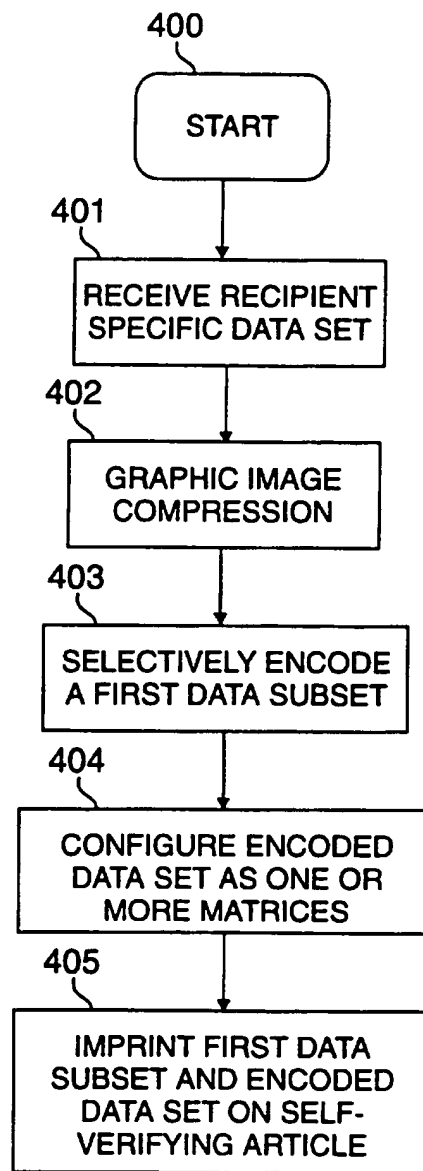 400
START
401
RECEIVE RECIPIENT
SPECIFIC DATA SET
402
GRAPHIC IMAGE
COMPRESSION
403
SELECTIVELY ENCODE
A FIRST DATA SUBSET
404
CONFIGURE ENCODED
DATA SET AS ONE OR
MORE MATRICES
405
IMPRINT FIRST DATA
SUBSET AND ENCODED
DATA SET ON SELF-
VERIFYING ARTICLE